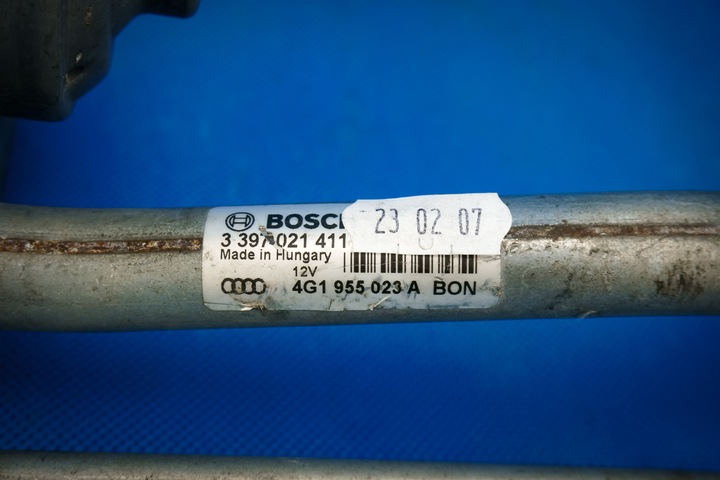 BOSCH
23 02 07
3 397 021 411
Made in Hungary
12V
4G1 955 023 A BON